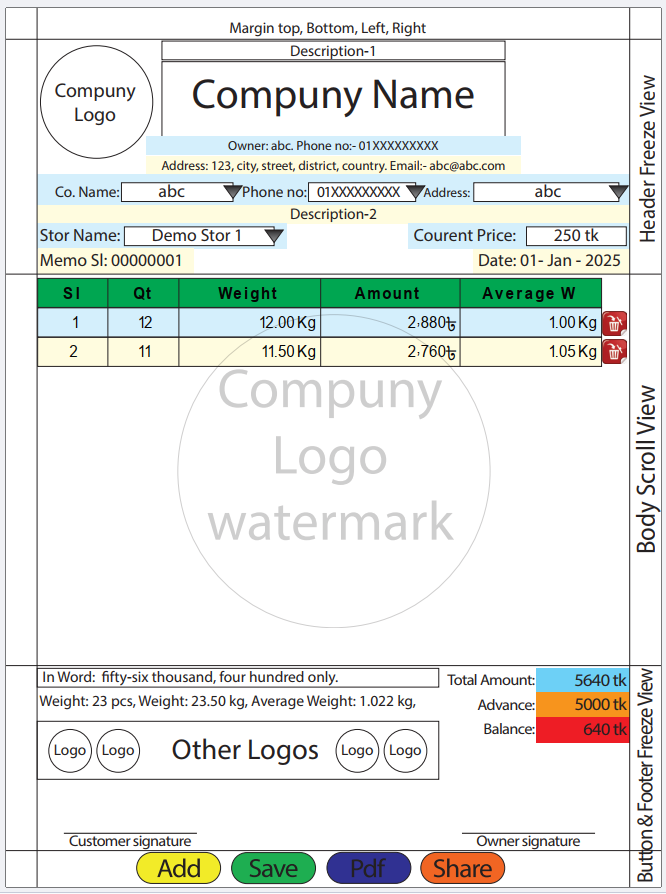 Margin top, Bottom, Left, Right
Description-1
Compuny
Logo
Compuny Name
Owner: abc. Phone no:- 01XXXXXXXXX
Address: 123, city, street, district, country. Email:- abc@abc.com
Co. Name: abc Phone no: 01XXXXXXXXX Address: abc
Description-2
Stor Name: Demo Stor 1 Courent Price: 250 tk
Memo Sl: 00000001 Date: 01- Jan - 2025
Header Freeze View
Sl Qt Weight Amount Average W
1 12 12.00 Kg 2,880৳ 1.00 Kg
2 11 11.50 Kg 2,760৳ 1.05 Kg
Compuny
Logo
watermark
Body Scroll View
In Word: fifty-six thousand, four hundred only.
Weight: 23 pcs, Weight: 23.50 kg, Average Weight: 1.022 kg,
Total Amount: 5640 tk
Advance: 5000 tk
Balance: 640 tk
Logo Logo Other Logos Logo Logo
Customer signature Owner signature
Add Save Pdf Share
Button & Footer Freeze View